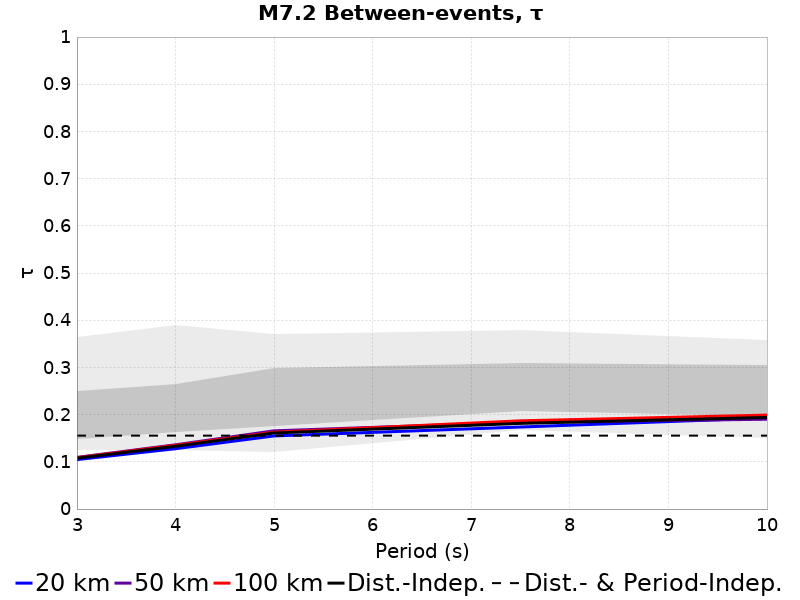 M7.2 Between-events, τ
1
0.9
0.8
0.7
0.6
0.5
0.4
0.3
0.2
0.1
0
τ
3 4 5 6 7 8 9 10
Period (s)
20 km 50 km 100 km Dist.-Indep. Dist.- & Period-Indep.